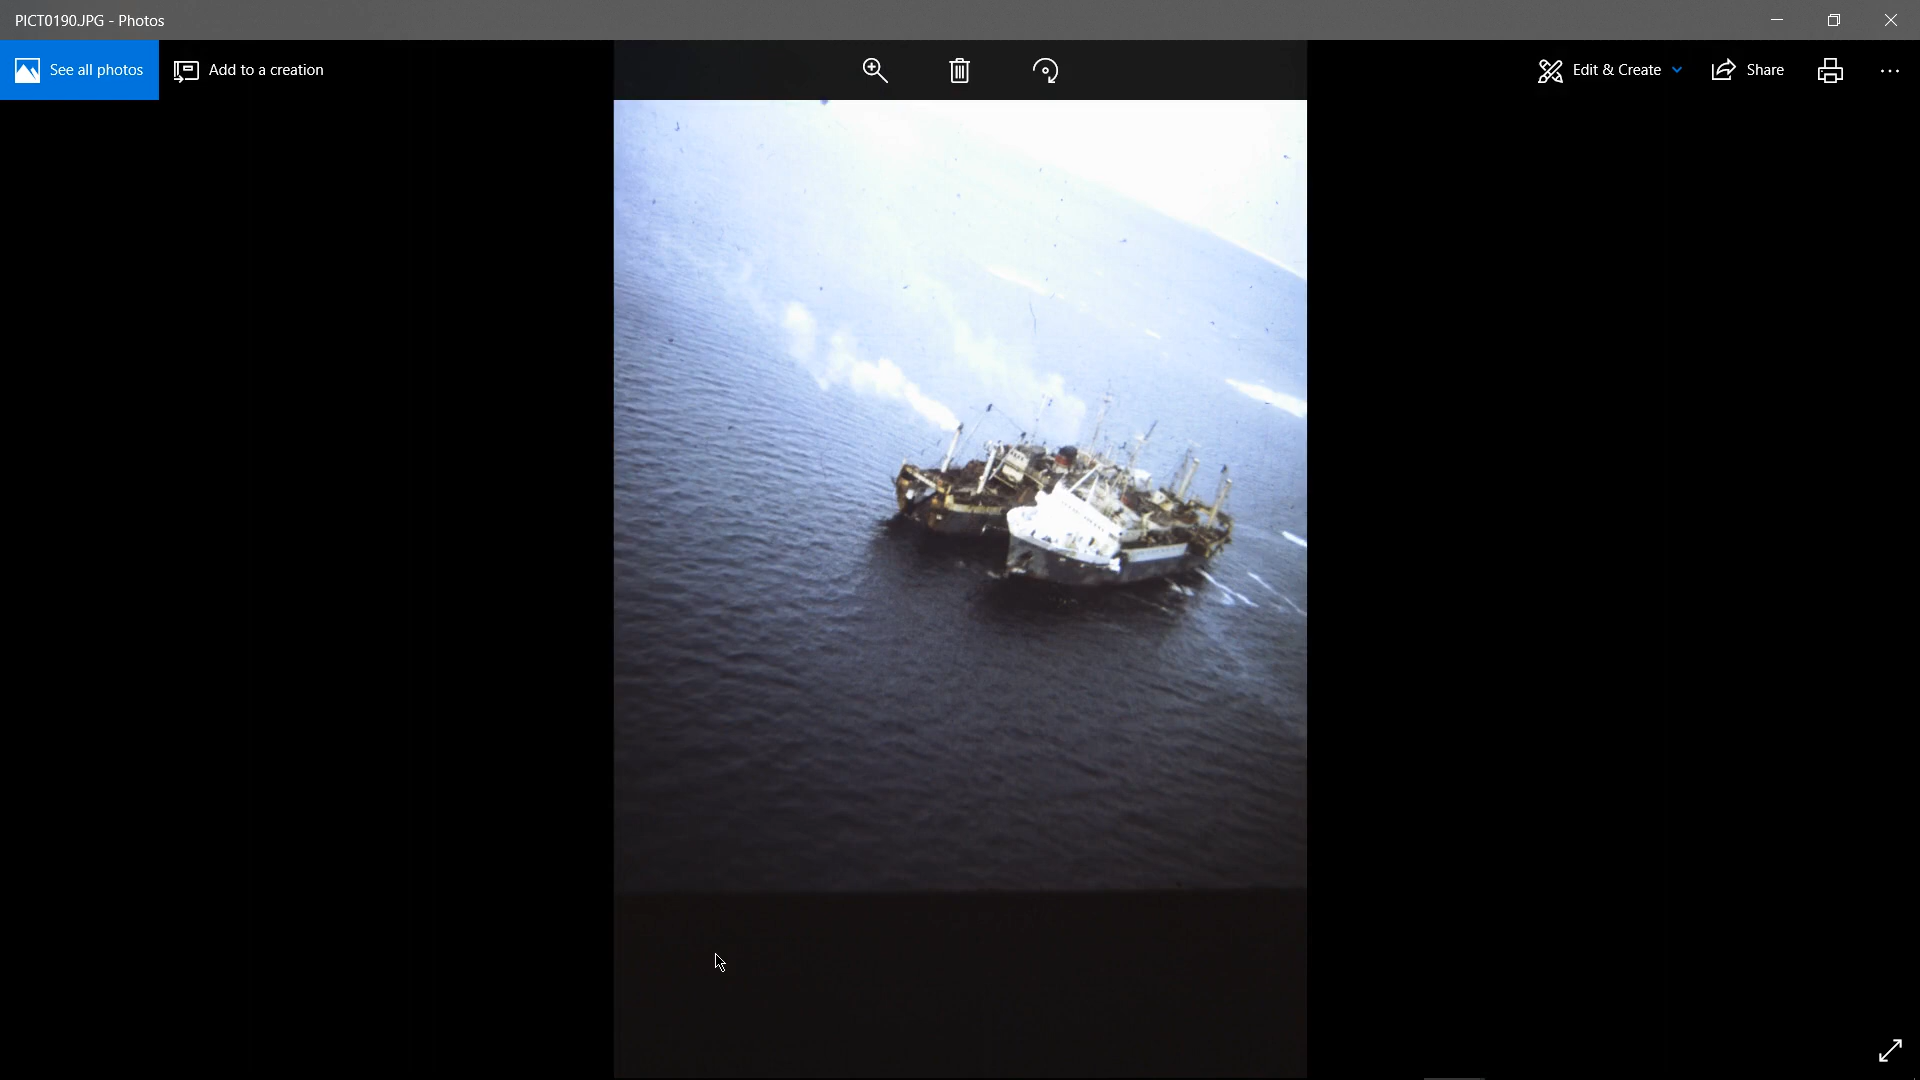 PICT0190.JPG - Photos
See all photos
Add to a creation
Edit & Create
Share